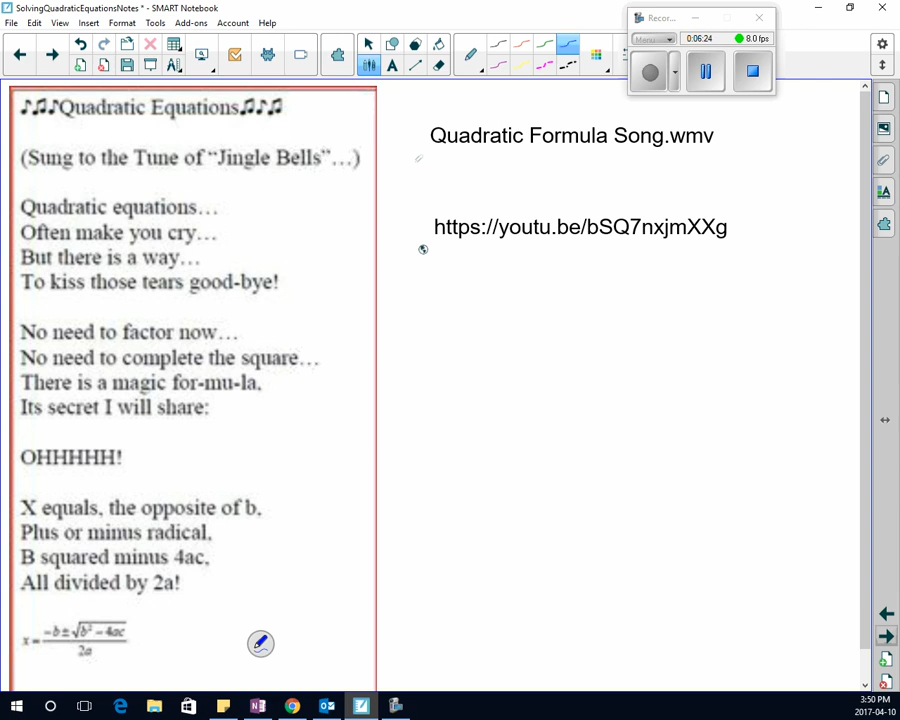 SolvingQuadraticEquationsNotes * - SMART Notebook
Recor...
File Edit View Insert Format Tools Add-ons Account Help
Menu 0:06:24 8.0 fps
♪♫♪Quadratic Equations♫♪♫
(Sung to the Tune of “Jingle Bells”…)
Quadratic equations…
Often make you cry…
But there is a way…
To kiss those tears good-bye!
No need to factor now…
No need to complete the square…
There is a magic for-mu-la,
Its secret I will share:
OHHHHH!
X equals, the opposite of b,
Plus or minus radical,
B squared minus 4ac,
All divided by 2a!
x = (-b ± √(b² - 4ac)) / 2a
Quadratic Formula Song.wmv
https://youtu.be/bSQ7nxjmXXg
3:50 PM
2017-04-10